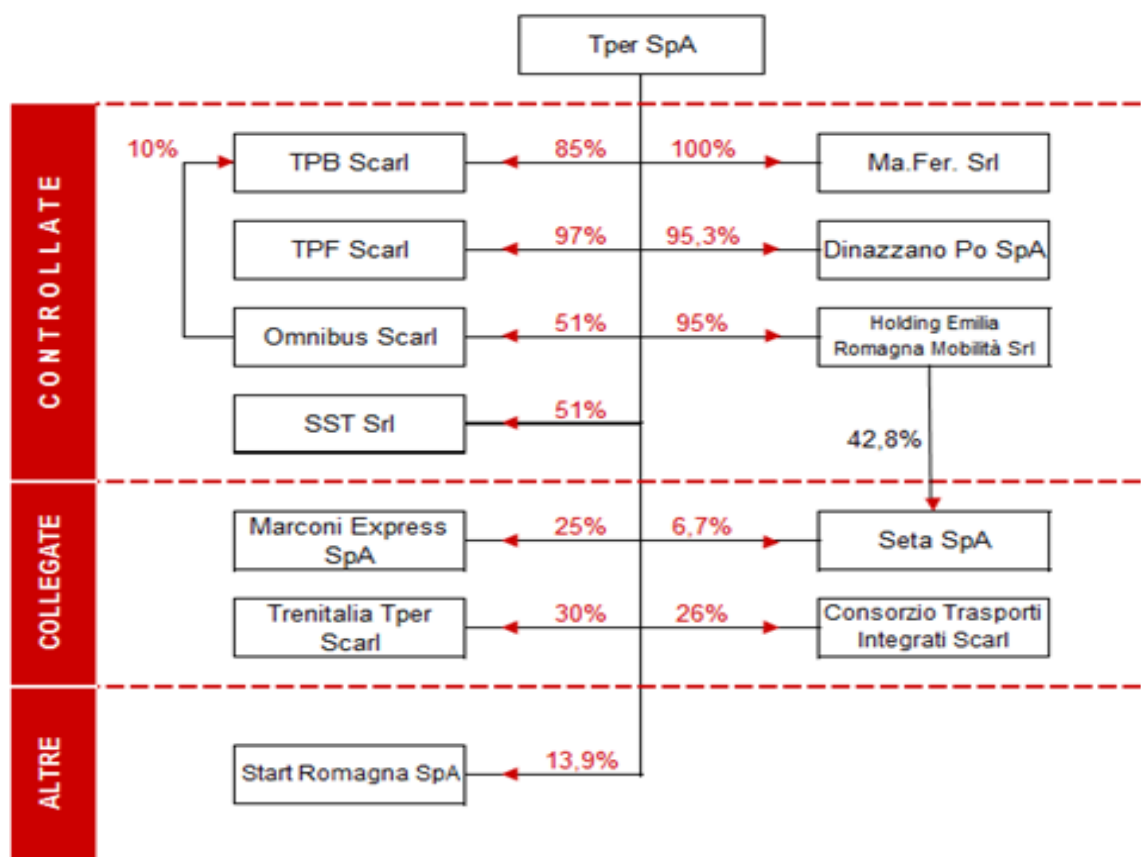 Tper SpA
CONTROLLATE
10%
TPB Scarl
85%
100%
Ma.Fer. Srl
TPF Scarl
97%
95,3%
Dinazzano Po SpA
Omnibus Scarl
51%
95%
Holding Emilia
Romagna Mobilità Srl
SST Srl
51%
42,8%
COLLEGATE
Marconi Express
SpA
25%
6,7%
Seta SpA
Trenitalia Tper
Scarl
30%
26%
Consorzio Trasporti
Integrati Scarl
ALTRE
Start Romagna SpA
13,9%